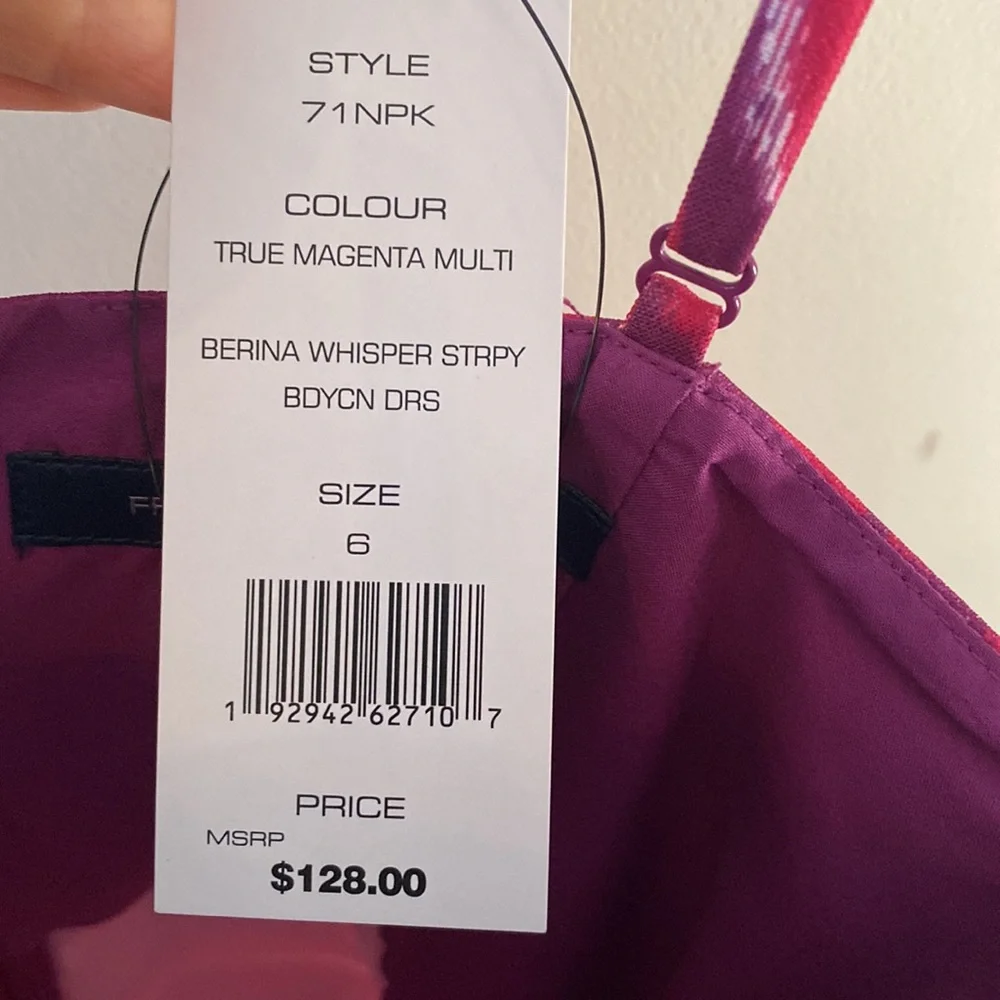 STYLE
71NPK
COLOUR
TRUE MAGENTA MULTI
BERINA WHISPER STRPY
BDYCN DRS
SIZE
6
1 92942 62710 7
PRICE
MSRP
$128.00